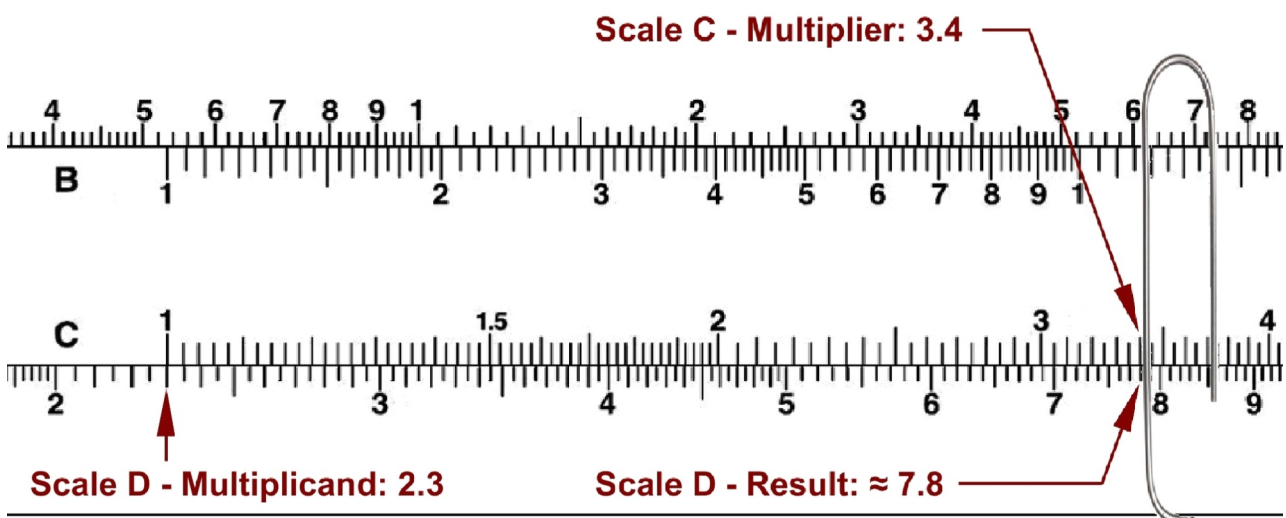 Scale C - Multiplier: 3.4
4 5 6 7 8 9 1 2 3 4 5 6 7 8
B
1 2 3 4 5 6 7 8 9 1
C
1 1.5 2 3 4
2 3 4 5 6 7 8 9
Scale D - Multiplicand: 2.3
Scale D - Result: ≈ 7.8